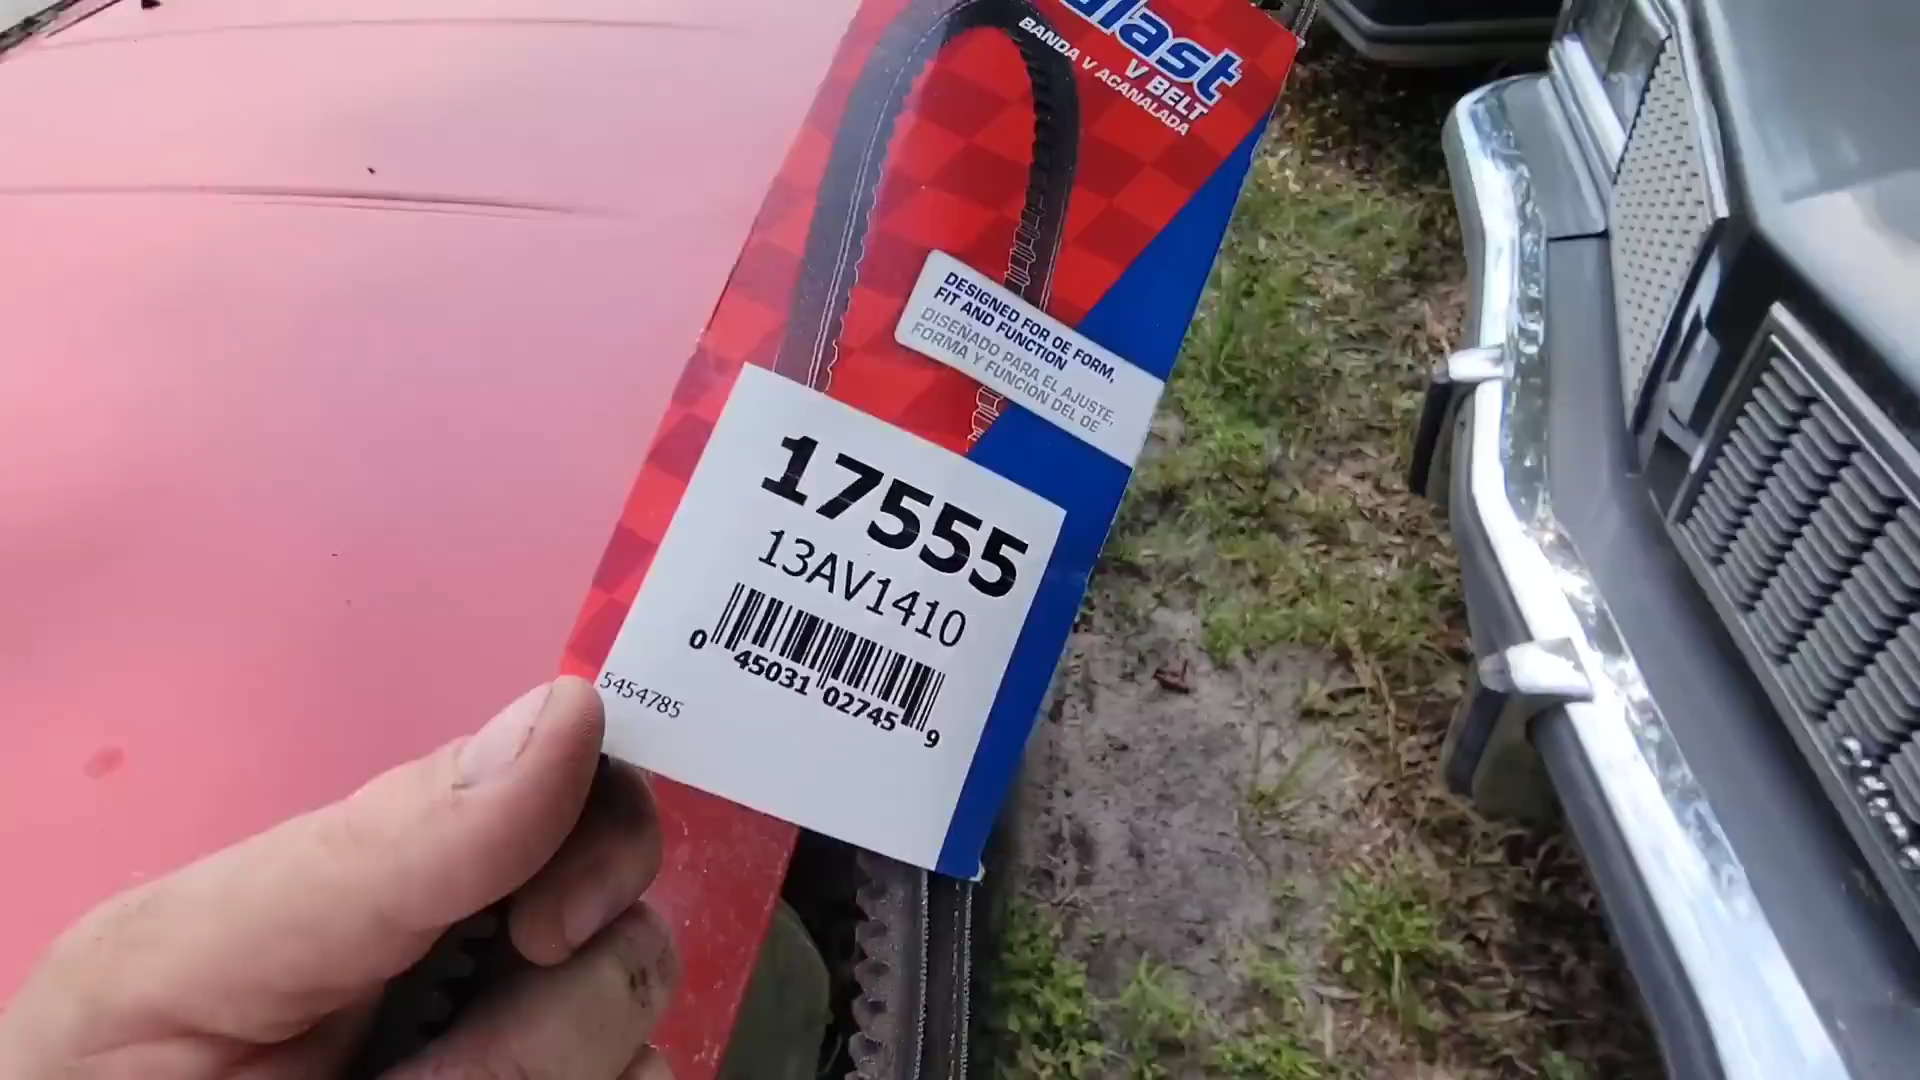 V BELT
BANDA V ACANALADA
DESIGNED FOR OE FORM,
FIT AND FUNCTION.
DISEÑADO PARA EL AJUSTE,
FORMA Y FUNCIÓN DEL OE
17555
13AV1410
0 45031 02745 9
5454785